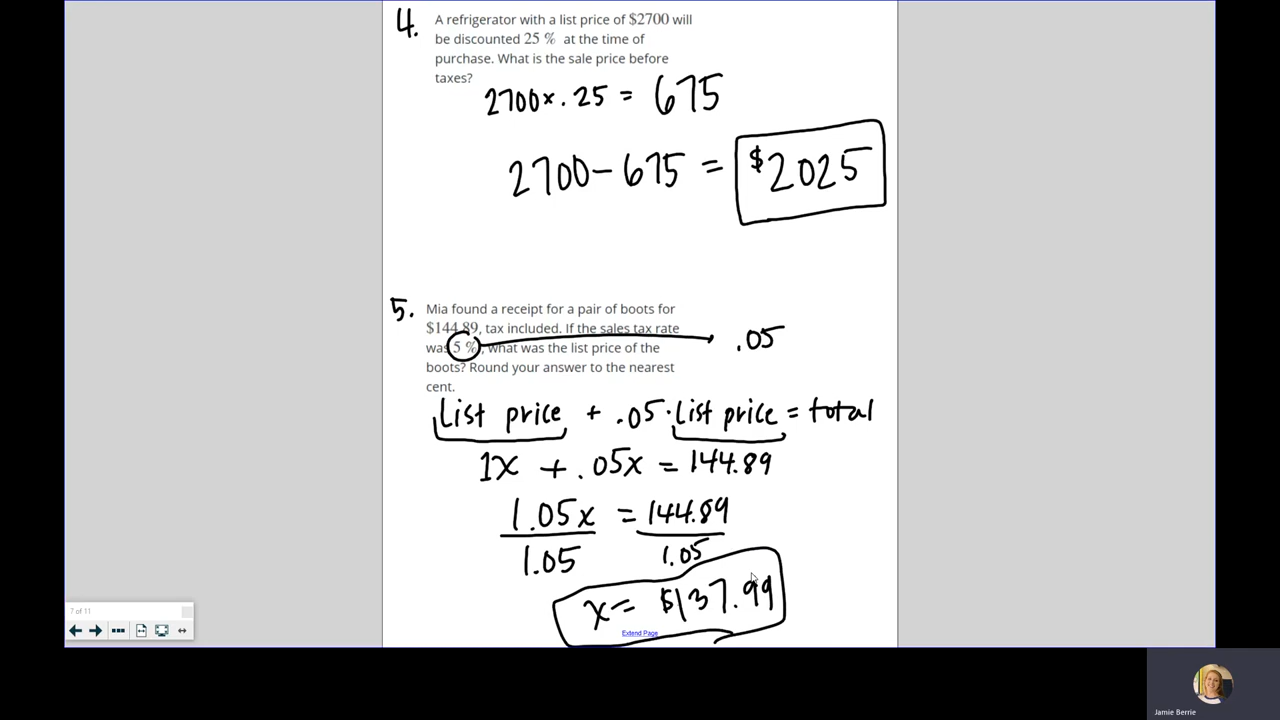 4. A refrigerator with a list price of $2700 will
be discounted 25 % at the time of
purchase. What is the sale price before
taxes?
2700 x .25 = 675
2700 - 675 = $2025
5. Mia found a receipt for a pair of boots for
$144.89, tax included. If the sales tax rate
was 5 %, what was the list price of the
boots? Round your answer to the nearest
cent.
.05
List price + .05 · List price = total
1x + .05x = 144.89
1.05x = 144.89
1.05 1.05
x = $137.99
Extend Page
7 of 11
Jamie Berrie